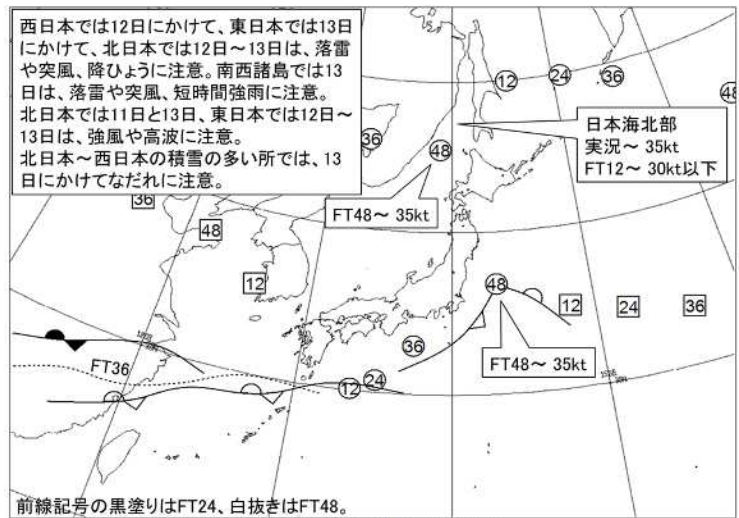 西日本では12日にかけて、東日本では13日
にかけて、北日本では12日～13日は、落雷
や突風、降ひょうに注意。南西諸島では13
日は、落雷や突風、短時間強雨に注意。
北日本では11日と13日、東日本では12日～
13日は、強風や高波に注意。
北日本～西日本の積雪の多い所では、13
日にかけてなだれに注意。
12
24
36
48
日本海北部
実況～ 35kt
FT12～ 30kt以下
36
48
36
FT48～ 35kt
48
12
48
12
24
36
36
FT48～ 35kt
FT36
12
24
前線記号の黒塗りはFT24、白抜きはFT48。